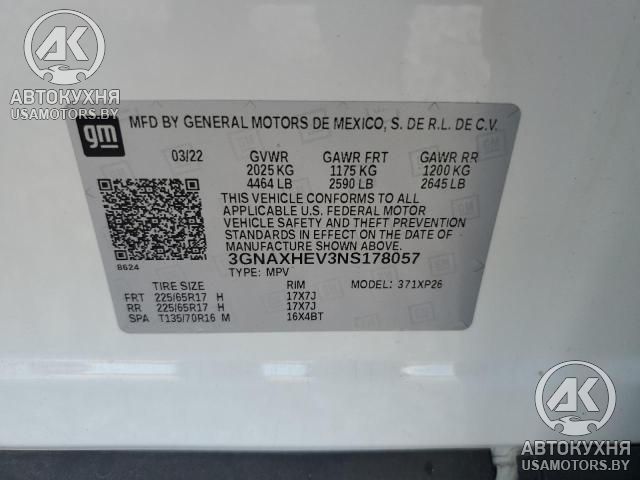 АК
АВТОКУХНЯ
USAMOTORS.BY
gm
MFD BY GENERAL MOTORS DE MEXICO, S. DE R.L. DE C.V.
03/22 GVWR GAWR FRT GAWR RR
2025 KG 1175 KG 1200 KG
4464 LB 2590 LB 2645 LB
THIS VEHICLE CONFORMS TO ALL
APPLICABLE U.S. FEDERAL MOTOR
VEHICLE SAFETY AND THEFT PREVENTION
STANDARDS IN EFFECT ON THE DATE OF
MANUFACTURE SHOWN ABOVE.
8624 3GNAXHEV3NS178057
TYPE: MPV
TIRE SIZE RIM MODEL: 371XP26
FRT 225/65R17 H 17X7J
RR 225/65R17 H 17X7J
SPA T135/70R16 M 16X4BT
АК
АВТОКУХНЯ
USAMOTORS.BY